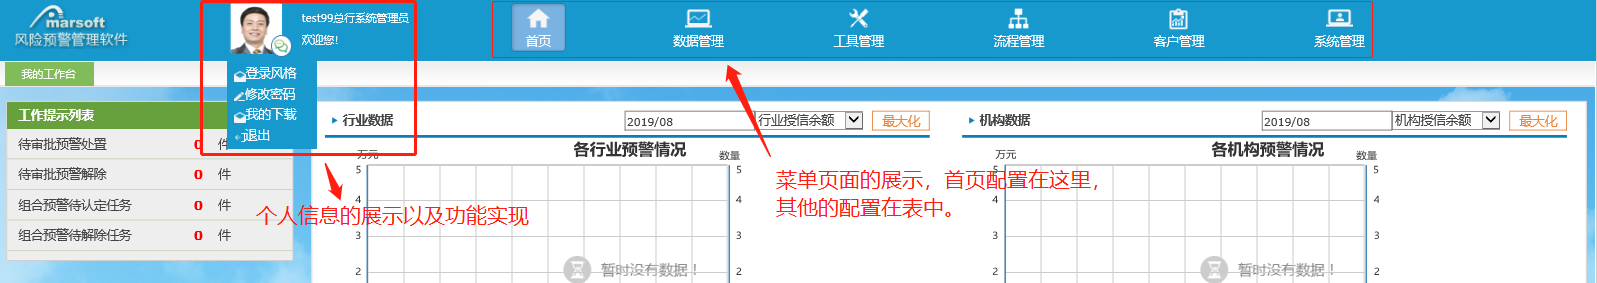 marsoft
风险预警管理软件
test99总行系统管理员
欢迎您!
首页
数据管理
工具管理
流程管理
客户管理
系统管理
我的工作台
登录风格
修改密码
我的下载
退出
工作提示列表
待审批预警处置 0 件
待审批预警解除 0 件
组合预警待认定任务 0 件
组合预警待解除任务 0 件
个人信息的展示以及功能实现
行业数据
2019/08
行业授信余额
最大化
各行业预警情况
万元
数量
5
4
3
2
5
4
3
2
暂时没有数据！
菜单页面的展示，首页配置在这里，
其他的配置在表中。
机构数据
2019/08
机构授信余额
最大化
各机构预警情况
万元
数量
5
4
3
2
5
4
3
2
暂时没有数据！